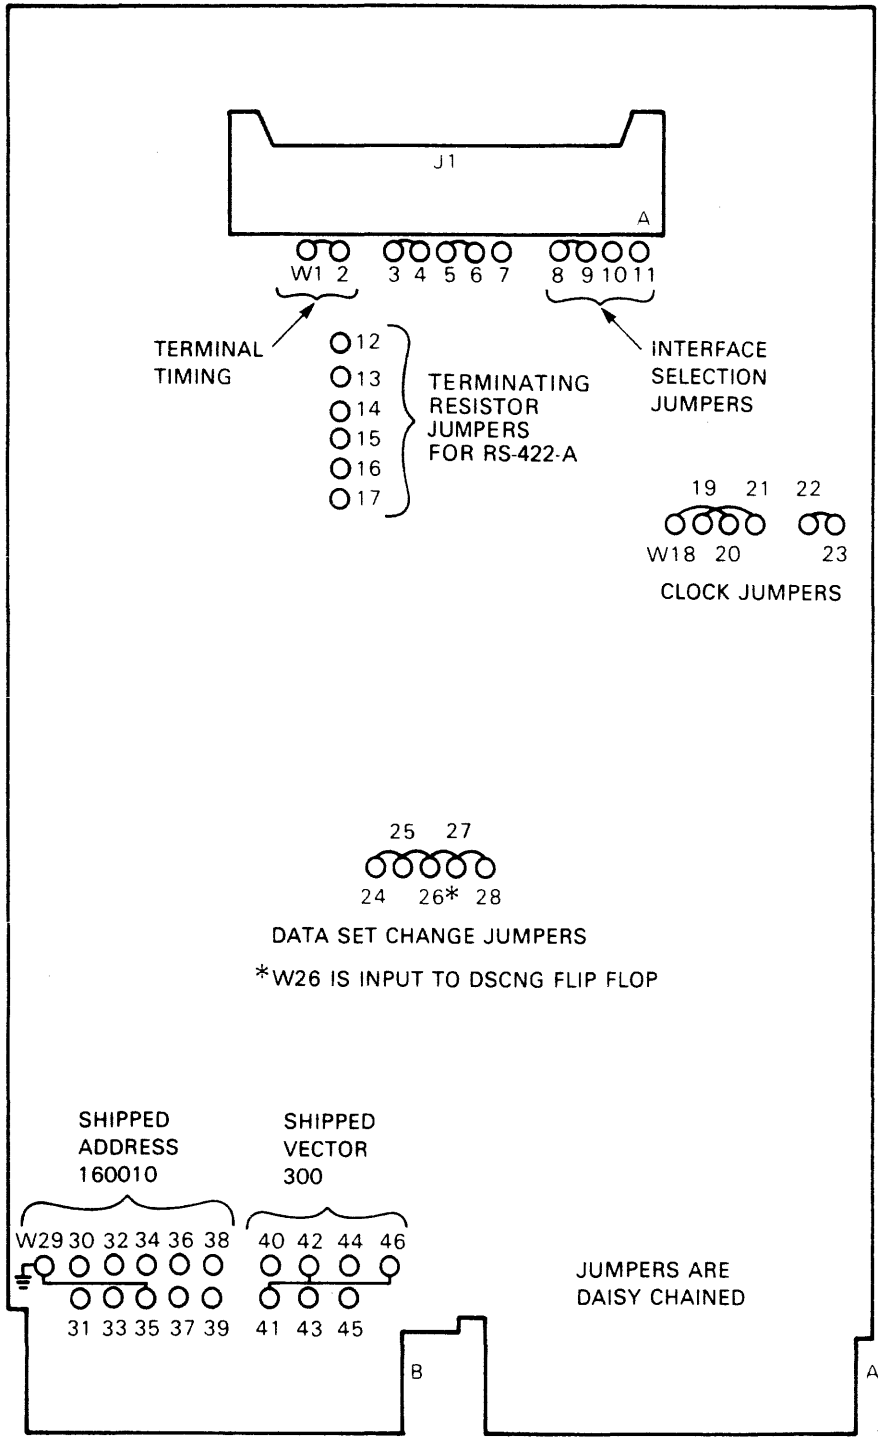 J1
A
W1 2 3 4 5 6 7 8 9 10 11
TERMINAL
TIMING
12
13
14
15
16
17
TERMINATING
RESISTOR
JUMPERS
FOR RS-422-A
INTERFACE
SELECTION
JUMPERS
19 21 22
W18 20 23
CLOCK JUMPERS
25 27
24 26* 28
DATA SET CHANGE JUMPERS
*W26 IS INPUT TO DSCNG FLIP FLOP
SHIPPED
ADDRESS
160010
SHIPPED
VECTOR
300
W29 30 32 34 36 38 40 42 44 46
31 33 35 37 39 41 43 45
JUMPERS ARE
DAISY CHAINED
B
A